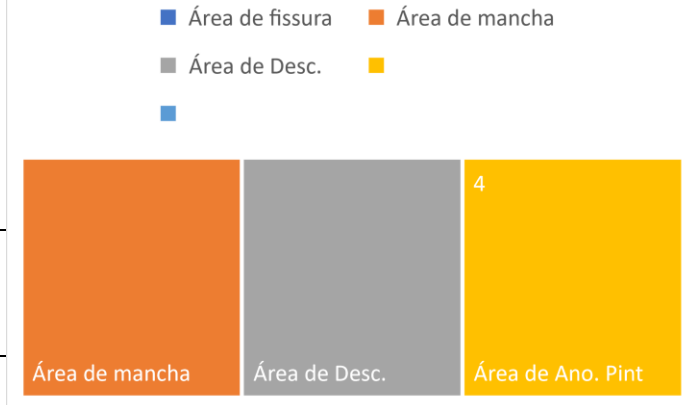 Área de fissura Área de mancha
Área de Desc.
4
Área de mancha Área de Desc. Área de Ano. Pint